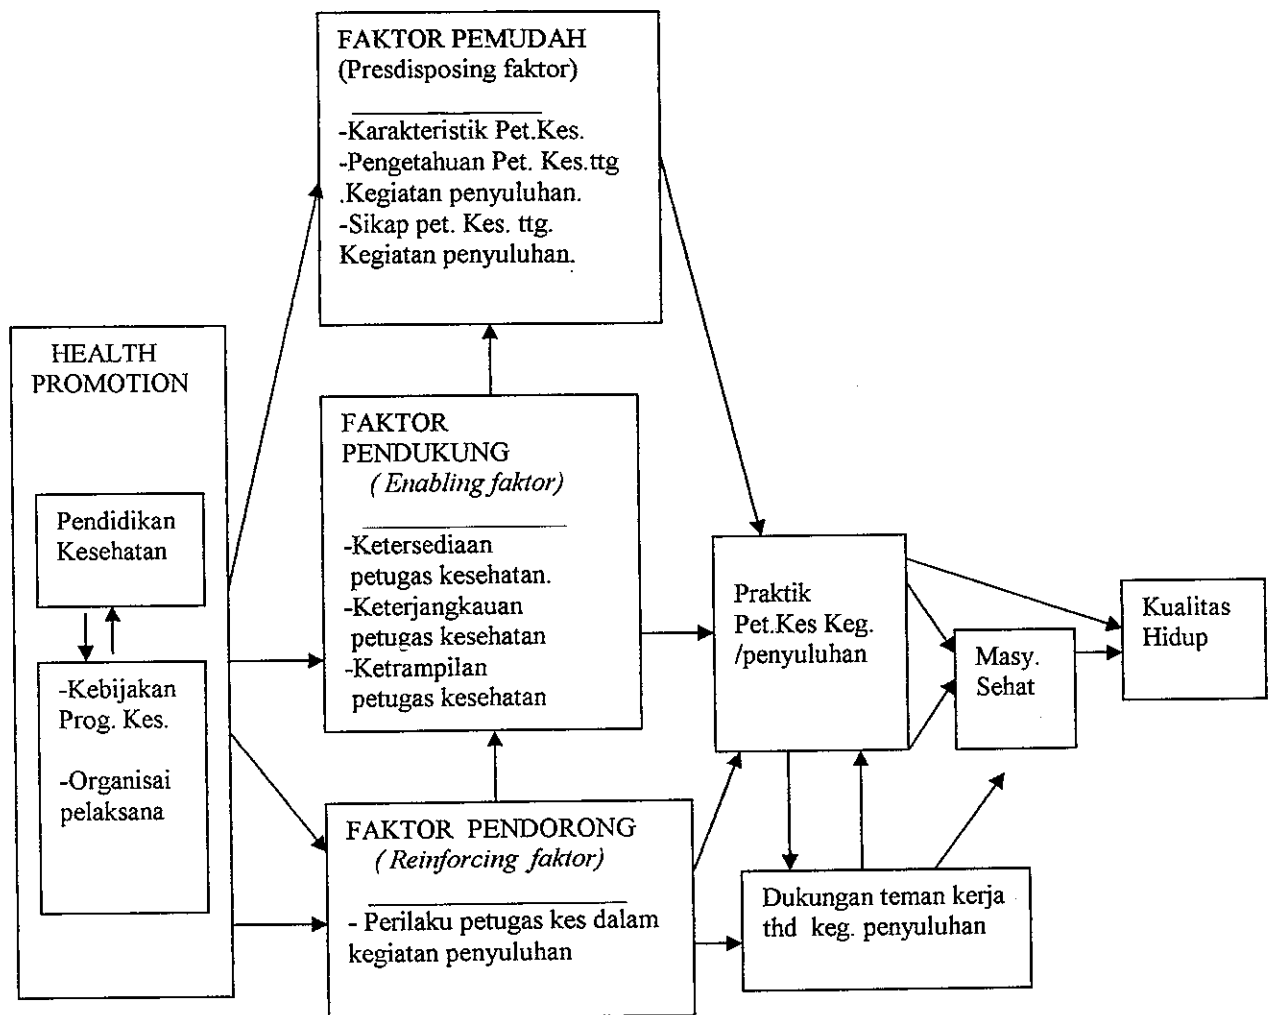 FAKTOR PEMUDAH
(Presdisposing faktor)
-Karakteristik Pet.Kes.
-Pengetahuan Pet. Kes.ttg
.Kegiatan penyuluhan.
-Sikap pet. Kes. ttg.
Kegiatan penyuluhan.
HEALTH
PROMOTION
Pendidikan
Kesehatan
-Kebijakan
Prog. Kes.
-Organisai
pelaksana
FAKTOR
PENDUKUNG
( Enabling faktor)
-Ketersediaan
petugas kesehatan.
-Keterjangkauan
petugas kesehatan
-Ketrampilan
petugas kesehatan
FAKTOR PENDORONG
( Reinforcing faktor)
- Perilaku petugas kes dalam
kegiatan penyuluhan
Praktik
Pet.Kes Keg.
/penyuluhan
Dukungan teman kerja
thd keg. penyuluhan
Masy.
Sehat
Kualitas
Hidup